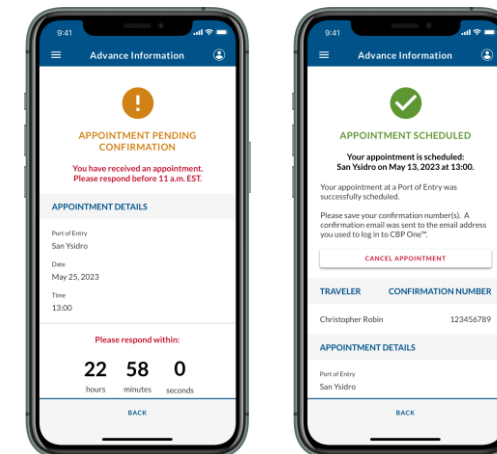 9:41
Advance Information
!
APPOINTMENT PENDING
CONFIRMATION
You have received an appointment.
Please respond before 11 a.m. EST.
APPOINTMENT DETAILS
Port of Entry
San Ysidro
Date
May 25, 2023
Time
13:00
Please respond within:
22 58 0
hours minutes seconds
BACK
9:41
Advance Information
APPOINTMENT SCHEDULED
Your appointment is scheduled:
San Ysidro on May 13, 2023 at 13:00.
Your appointment at a Port of Entry was
successfully scheduled.
Please save your confirmation number(s). A
confirmation email was sent to the email address
you used to log in to CBP One™.
CANCEL APPOINTMENT
TRAVELER CONFIRMATION NUMBER
Christopher Robin 123456789
APPOINTMENT DETAILS
Port of Entry
San Ysidro
BACK